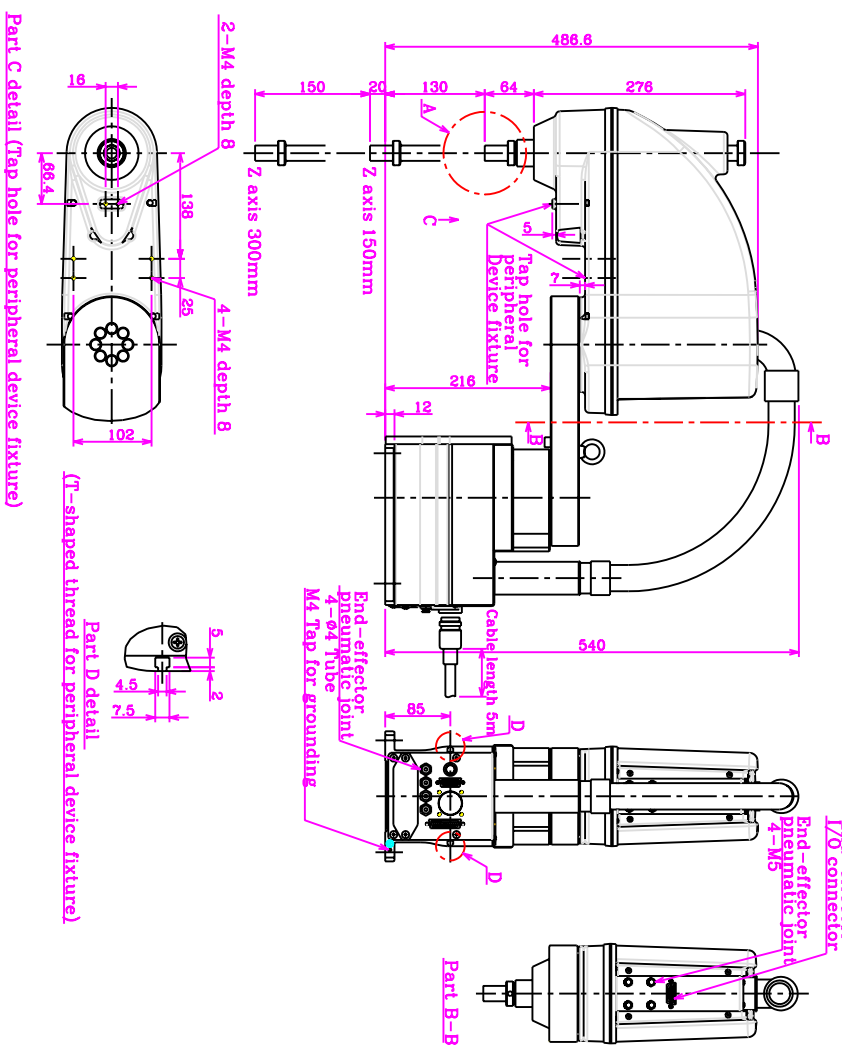 486.6
150
20
130
64
276
A
Z axis 300mm
Z axis 150mm
C
5
7
Tap hole for
peripheral
Device fixture
216
12
B
B
540
Cable length 5m
2-M4 depth 8
16
66.4
138
25
4-M4 depth 8
102
Part C detail (Tap hole for peripheral device fixture)
5
2
4.5
7.5
Part D detail
(T-shaped thread for peripheral device fixture)
End-effector
pneumatic joint
4-ø4 Tube
M4 Tap for grounding
85
D
D
I/O connector
End-effector
pneumatic joint
4-M5
Part B-B